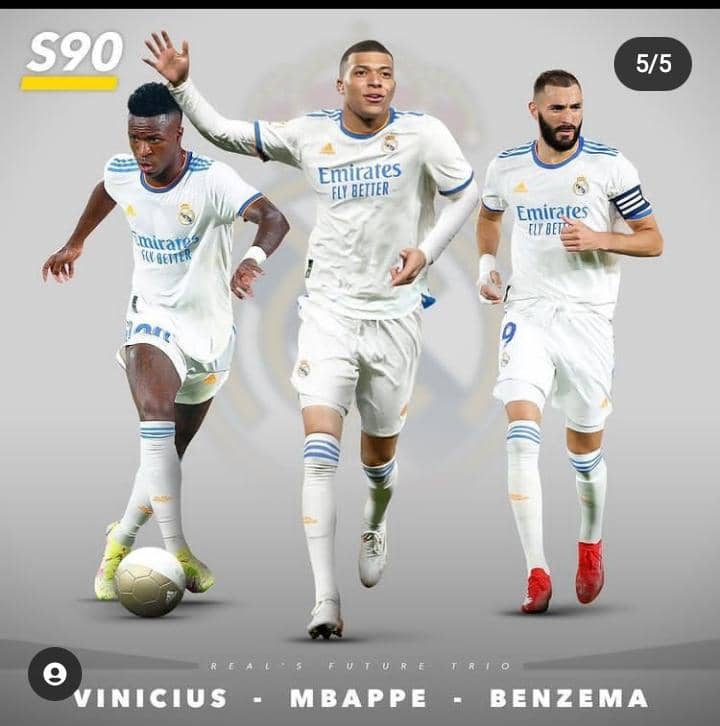 S90
5/5
Emirates
FLY BETTER
Emirates
FLY BETTER
Emirates
FLY BETTER
9
REAL'S FUTURE TRIO
VINICIUS - MBAPPE - BENZEMA